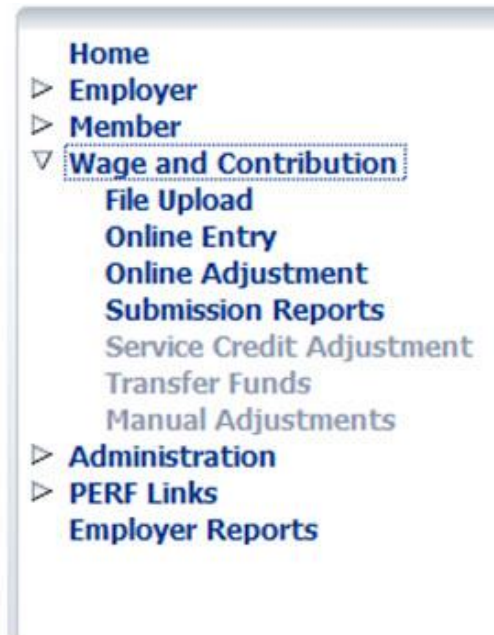 Home
Employer
Member
Wage and Contribution
File Upload
Online Entry
Online Adjustment
Submission Reports
Service Credit Adjustment
Transfer Funds
Manual Adjustments
Administration
PERF Links
Employer Reports